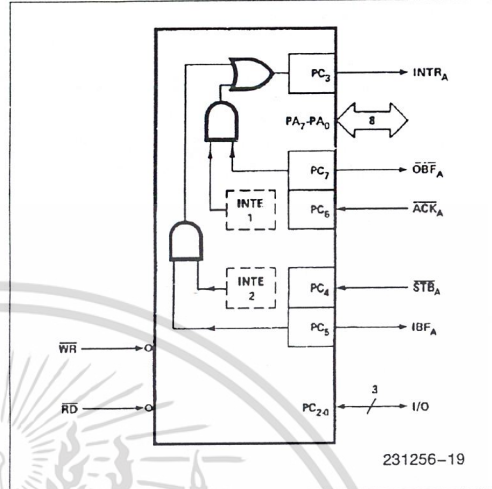 PC3
INTRA
PA7-PA0
8
PC7
OBFA
INTE
1
PC6
ACKA
INTE
2
PC4
STBA
PC5
IBFA
WR
RD
PC2-0
3
I/O
231256-19